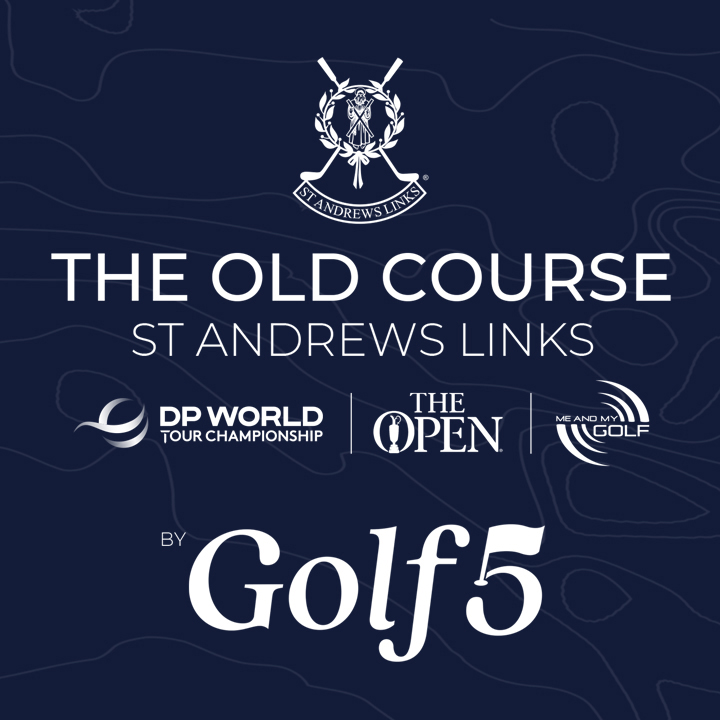 ST ANDREWS LINKS
®
THE OLD COURSE
ST ANDREWS LINKS
DP WORLD
TOUR CHAMPIONSHIP
THE
OPEN
ME AND MY
GOLF
BY
Golf5